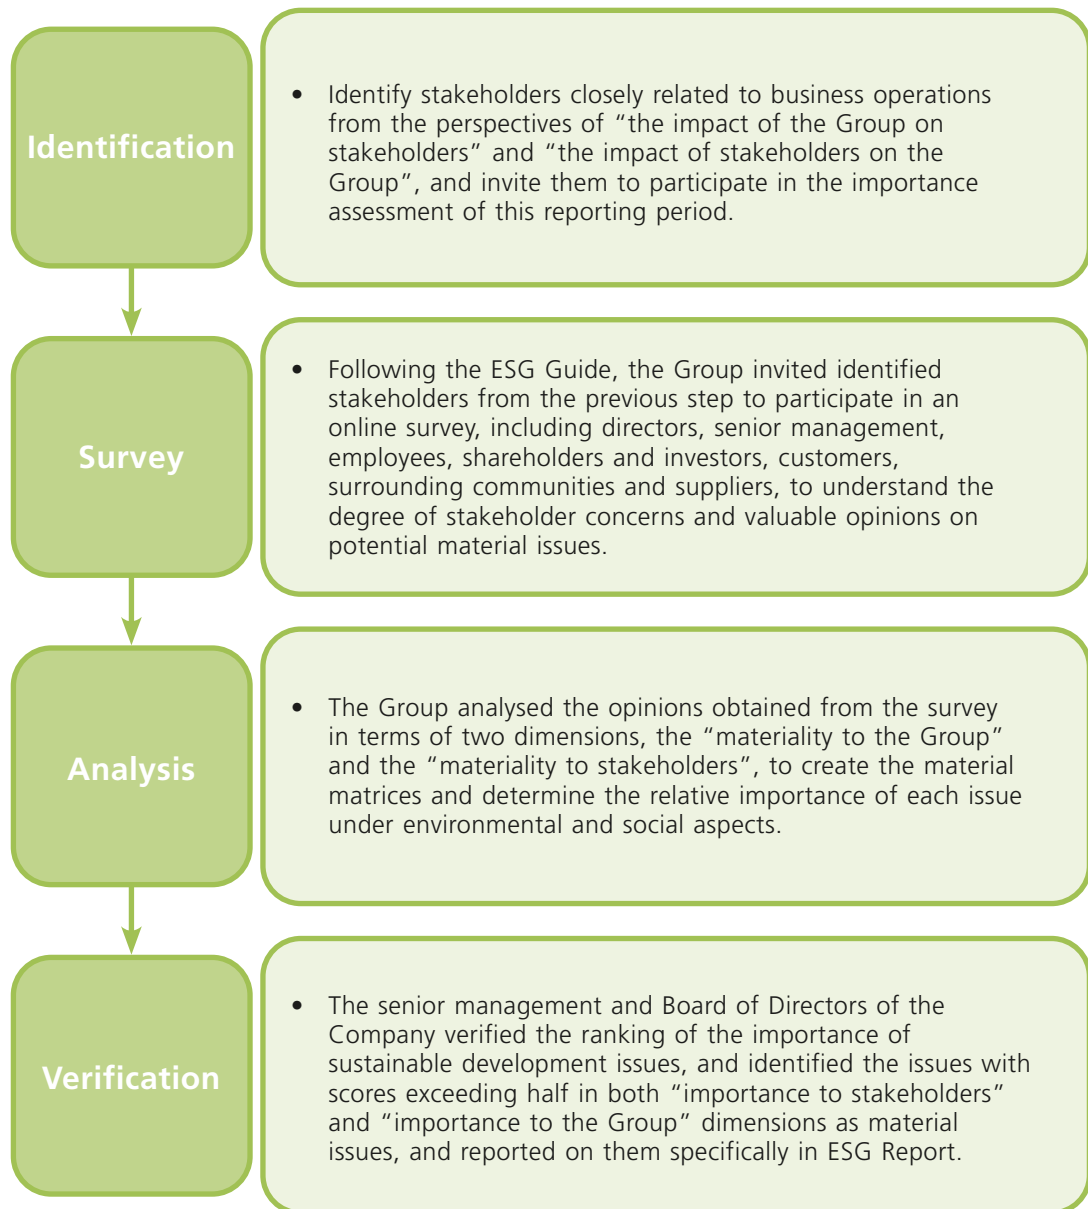 Identification
• Identify stakeholders closely related to business operations
from the perspectives of “the impact of the Group on
stakeholders” and “the impact of stakeholders on the
Group”, and invite them to participate in the importance
assessment of this reporting period.
Survey
• Following the ESG Guide, the Group invited identified
stakeholders from the previous step to participate in an
online survey, including directors, senior management,
employees, shareholders and investors, customers,
surrounding communities and suppliers, to understand the
degree of stakeholder concerns and valuable opinions on
potential material issues.
Analysis
• The Group analysed the opinions obtained from the survey
in terms of two dimensions, the “materiality to the Group”
and the “materiality to stakeholders”, to create the material
matrices and determine the relative importance of each issue
under environmental and social aspects.
Verification
• The senior management and Board of Directors of the
Company verified the ranking of the importance of
sustainable development issues, and identified the issues with
scores exceeding half in both “importance to stakeholders”
and “importance to the Group” dimensions as material
issues, and reported on them specifically in ESG Report.